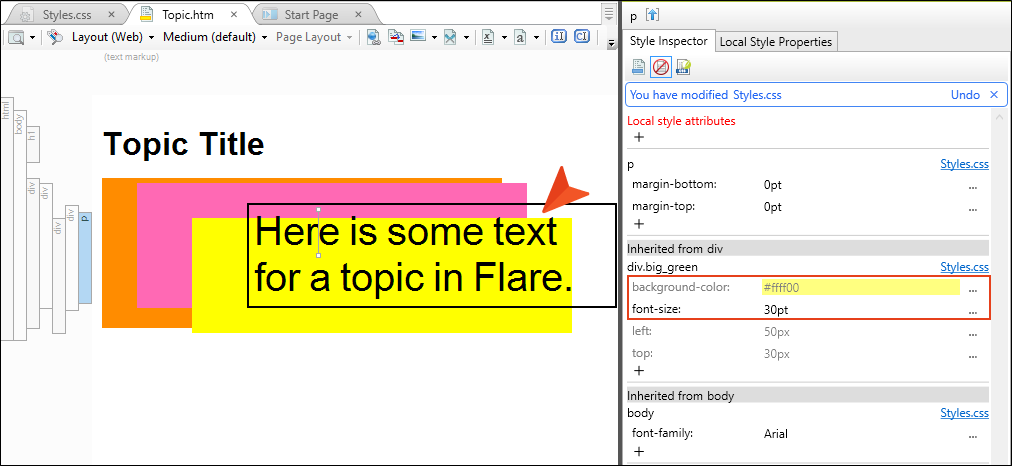 Styles.css
Topic.htm
Start Page
Layout (Web)
Medium (default)
Page Layout
(text markup)
html
body
h1
div
div
div
div
p
Topic Title
Here is some text
for a topic in Flare.
p
Style Inspector
Local Style Properties
You have modified Styles.css
Undo
Local style attributes
+
p Styles.css
margin-bottom: 0pt ...
margin-top: 0pt ...
+
Inherited from div
div.big_green Styles.css
background-color: #ffff00 ...
font-size: 30pt ...
left: 50px ...
top: 30px ...
+
Inherited from body
body Styles.css
font-family: Arial ...
+